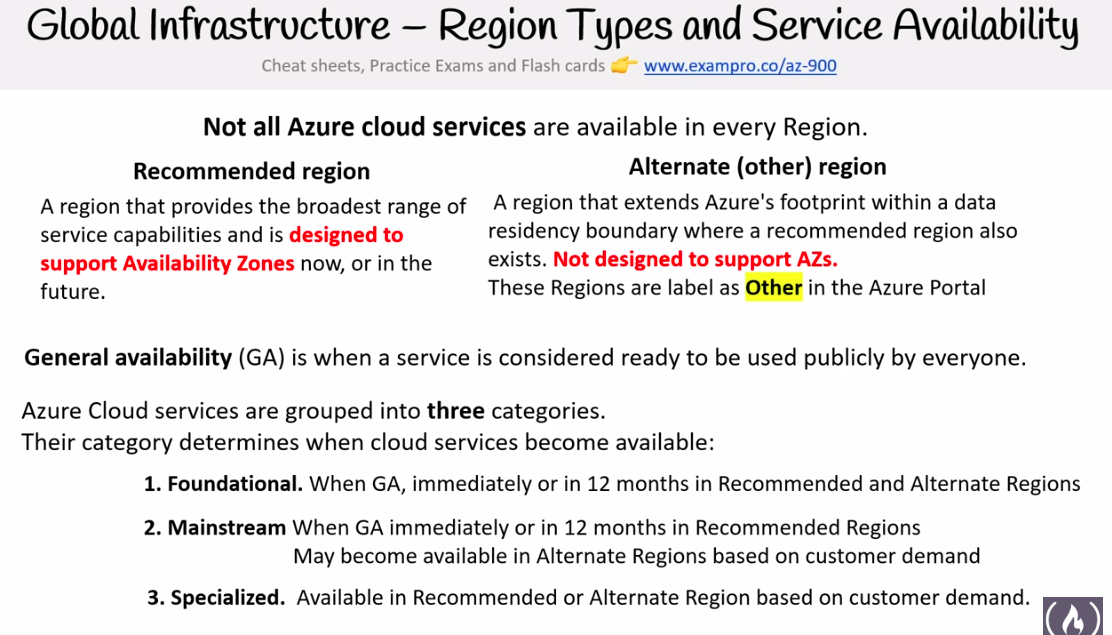 Global Infrastructure – Region Types and Service Availability
Cheat sheets, Practice Exams and Flash cards 👉 www.exampro.co/az-900
Not all Azure cloud services are available in every Region.
Recommended region
A region that provides the broadest range of
service capabilities and is designed to
support Availability Zones now, or in the
future.
Alternate (other) region
A region that extends Azure's footprint within a data
residency boundary where a recommended region also
exists. Not designed to support AZs.
These Regions are label as Other in the Azure Portal
General availability (GA) is when a service is considered ready to be used publicly by everyone.
Azure Cloud services are grouped into three categories.
Their category determines when cloud services become available:
1. Foundational. When GA, immediately or in 12 months in Recommended and Alternate Regions
2. Mainstream When GA immediately or in 12 months in Recommended Regions
May become available in Alternate Regions based on customer demand
3. Specialized. Available in Recommended or Alternate Region based on customer demand.